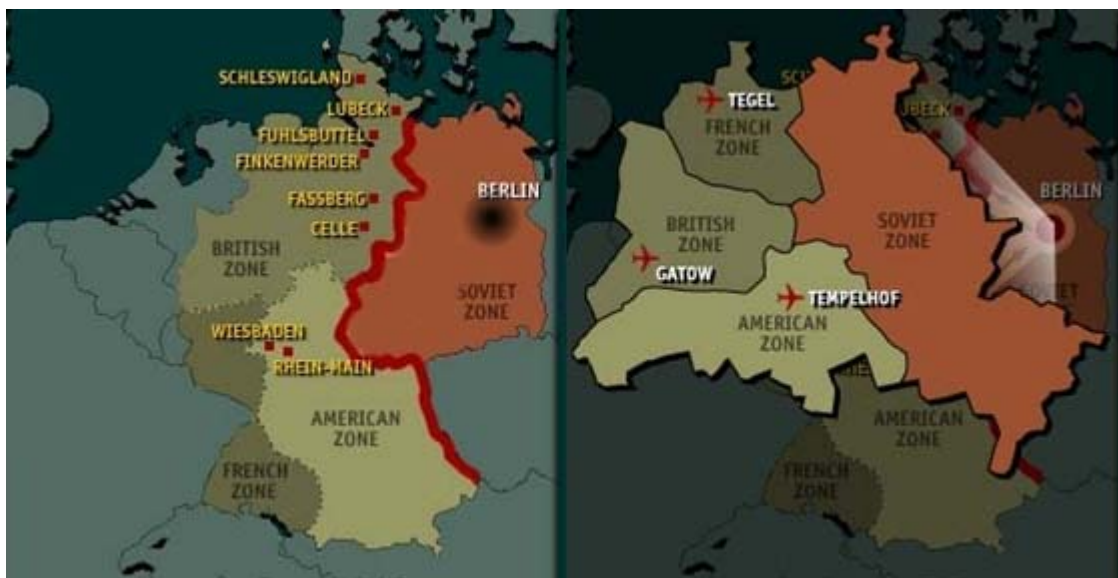 SCHLESWIGLAND
LUBECK
FUHLSBUTTEL
FINKENWERDER
FASSBERG
BERLIN
CELLE
BRITISH
ZONE
SOVIET
ZONE
WIESBADEN
RHEIN-MAIN
AMERICAN
ZONE
FRENCH
ZONE
TEGEL
FRENCH
ZONE
UBECK
BERLIN
BRITISH
ZONE
SOVIET
ZONE
GATOW
TEMPELHOF
AMERICAN
ZONE
AMERICAN
ZONE
FRENCH
ZONE